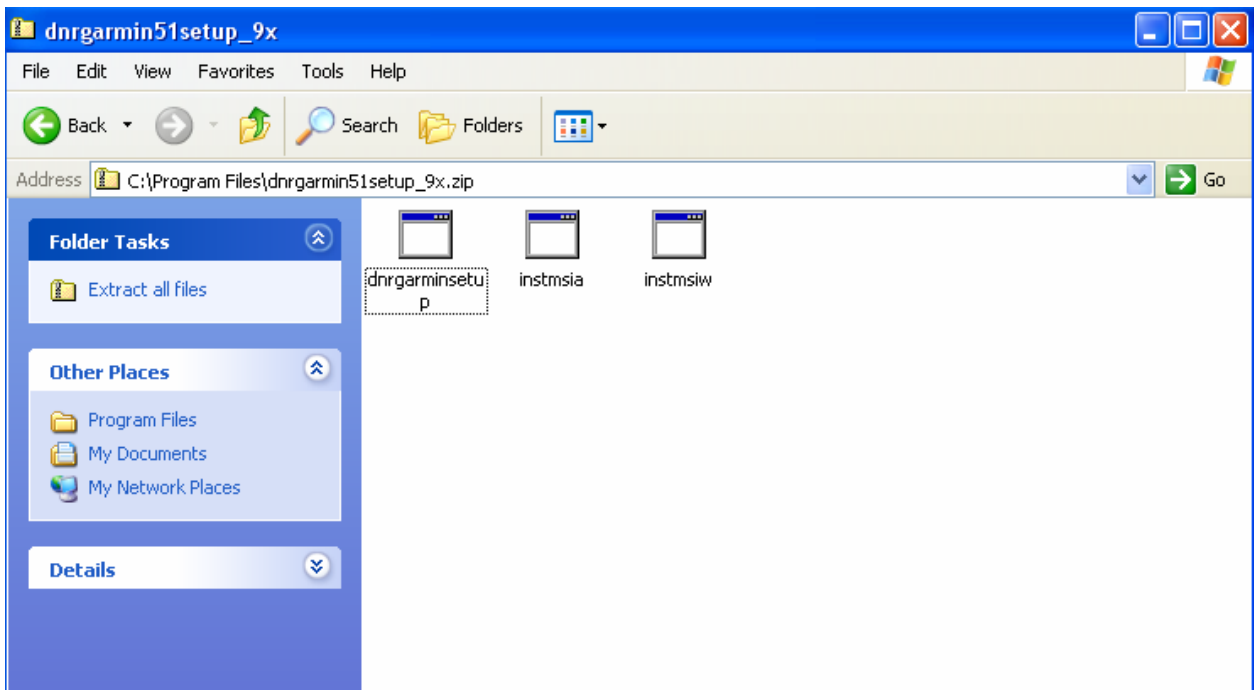 dnrgarmin51setup_9x
File Edit View Favorites Tools Help
Back Search Folders
Address C:\Program Files\dnrgarmin51setup_9x.zip Go
Folder Tasks
Extract all files
Other Places
Program Files
My Documents
My Network Places
Details
dnrgarminsetu
p
instmsia
instmsiw